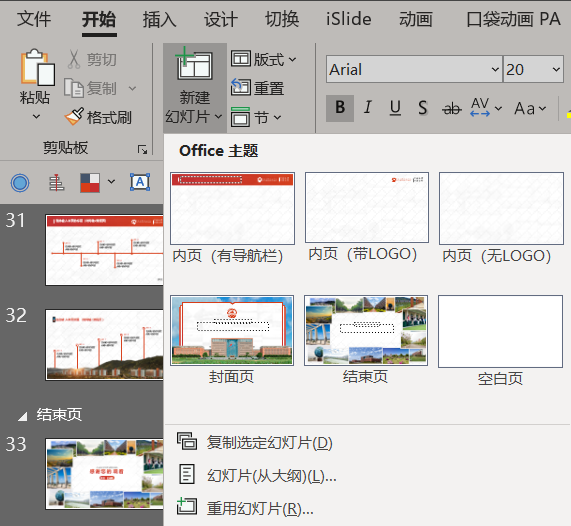 文件 开始 插入 设计 切换 iSlide 动画 口袋动画 PA
剪切
复制
格式刷
粘贴
剪贴板
新建
幻灯片
版式
重置
节
Arial 20
B I U S ab AV Aa
A
Office 主题
内页（有导航栏） 内页（带LOGO） 内页（无LOGO）
封面页 结束页 空白页
复制选定幻灯片(D)
幻灯片(从大纲)(L)...
重用幻灯片(R)...
31
32
结束页
33